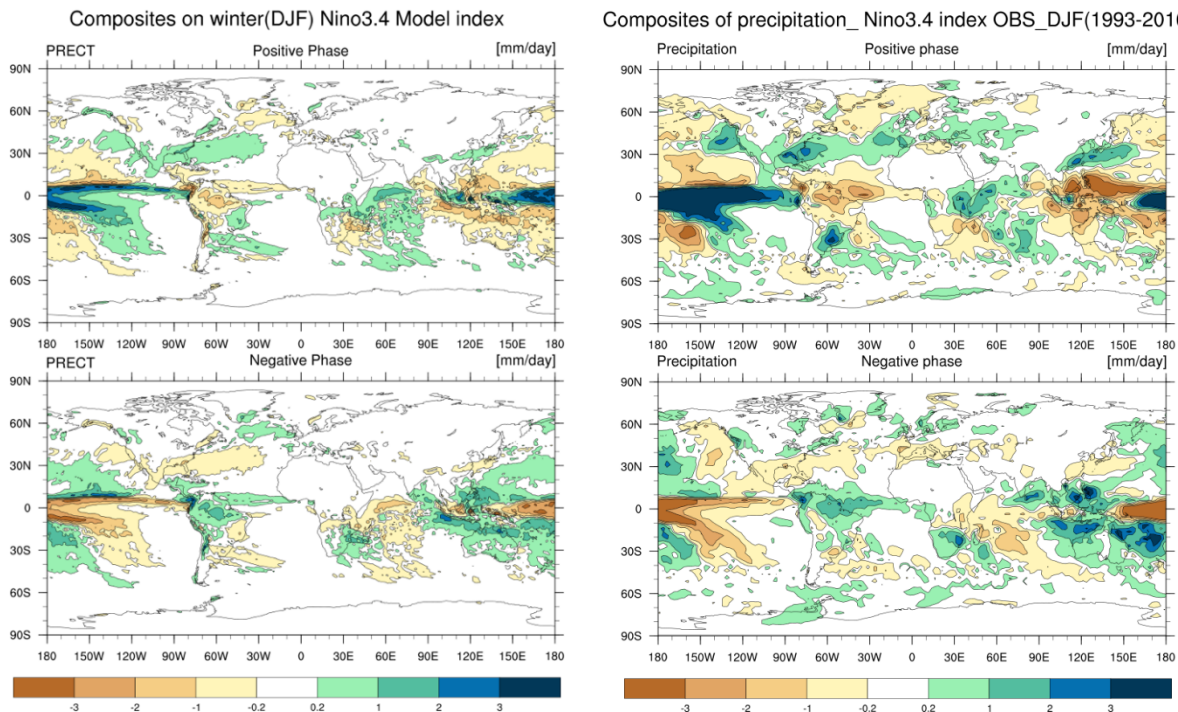 Composites on winter(DJF) Nino3.4 Model index
PRECT Positive Phase [mm/day]
90N
60N
30N
0
30S
60S
90S
180 150W 120W 90W 60W 30W 0 30E 60E 90E 120E 150E 180
PRECT Negative Phase [mm/day]
90N
60N
30N
0
30S
60S
90S
180 150W 120W 90W 60W 30W 0 30E 60E 90E 120E 150E 180
-3 -2 -1 -0.2 0.2 1 2 3
Composites of precipitation_ Nino3.4 index OBS_DJF(1993-201
Precipitation Positive phase [mm/day]
90N
60N
30N
0
30S
60S
90S
180 150W 120W 90W 60W 30W 0 30E 60E 90E 120E 150E 180
Precipitation Negative phase [mm/day]
90N
60N
30N
0
30S
60S
90S
180 150W 120W 90W 60W 30W 0 30E 60E 90E 120E 150E 180
-3 -2 -1 -0.2 0.2 1 2 3